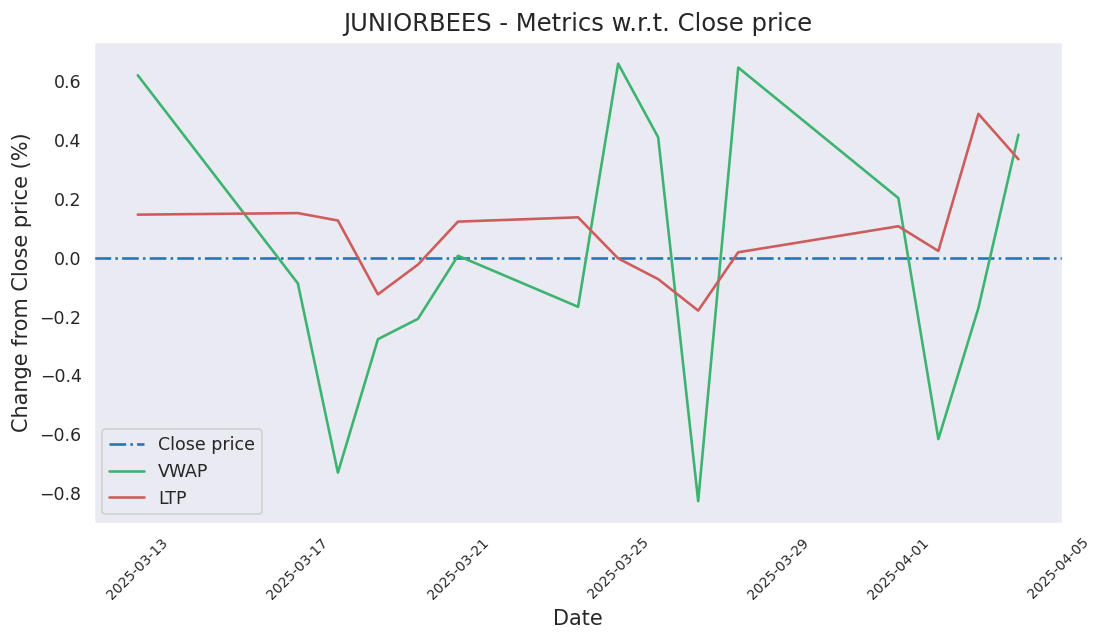 JUNIORBEES - Metrics w.r.t. Close price
Change from Close price (%)
0.6
0.4
0.2
0.0
−0.2
−0.4
−0.6
−0.8
Close price
VWAP
LTP
2025-03-13
2025-03-17
2025-03-21
2025-03-25
2025-03-29
2025-04-01
2025-04-05
Date